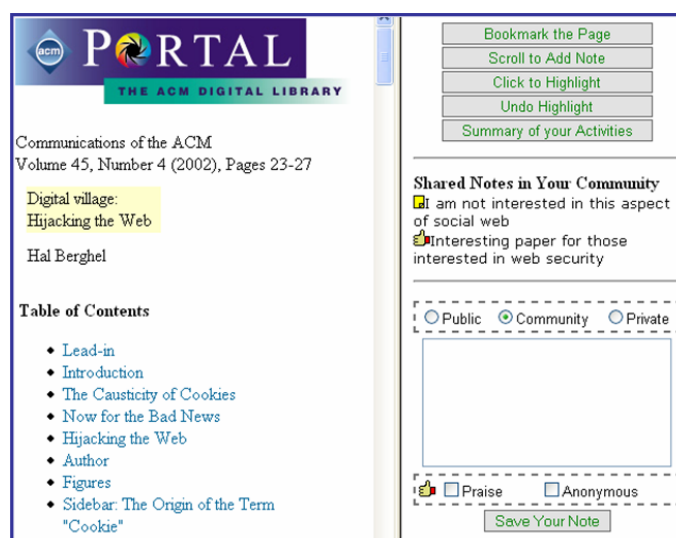 acm PORTAL
THE ACM DIGITAL LIBRARY
Communications of the ACM
Volume 45, Number 4 (2002), Pages 23-27
Digital village:
Hijacking the Web
Hal Berghel
Table of Contents
Lead-in
Introduction
The Causticity of Cookies
Now for the Bad News
Hijacking the Web
Author
Figures
Sidebar: The Origin of the Term
"Cookie"
Bookmark the Page
Scroll to Add Note
Click to Highlight
Undo Highlight
Summary of your Activities
Shared Notes in Your Community
I am not interested in this aspect
of social web
Interesting paper for those
interested in web security
Public Community Private
Praise Anonymous
Save Your Note